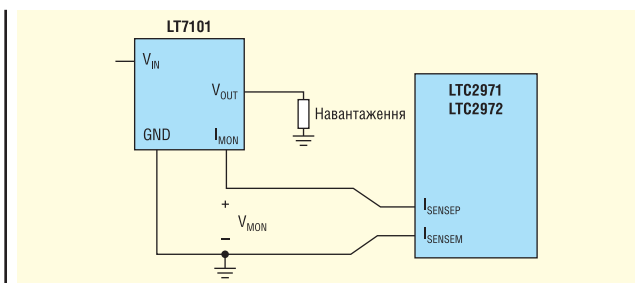 LT7101
V_IN
V_OUT
GND
I_MON
Навантаження
LTC2971
LTC2972
+
V_MON
–
I_SENSEP
I_SENSEM